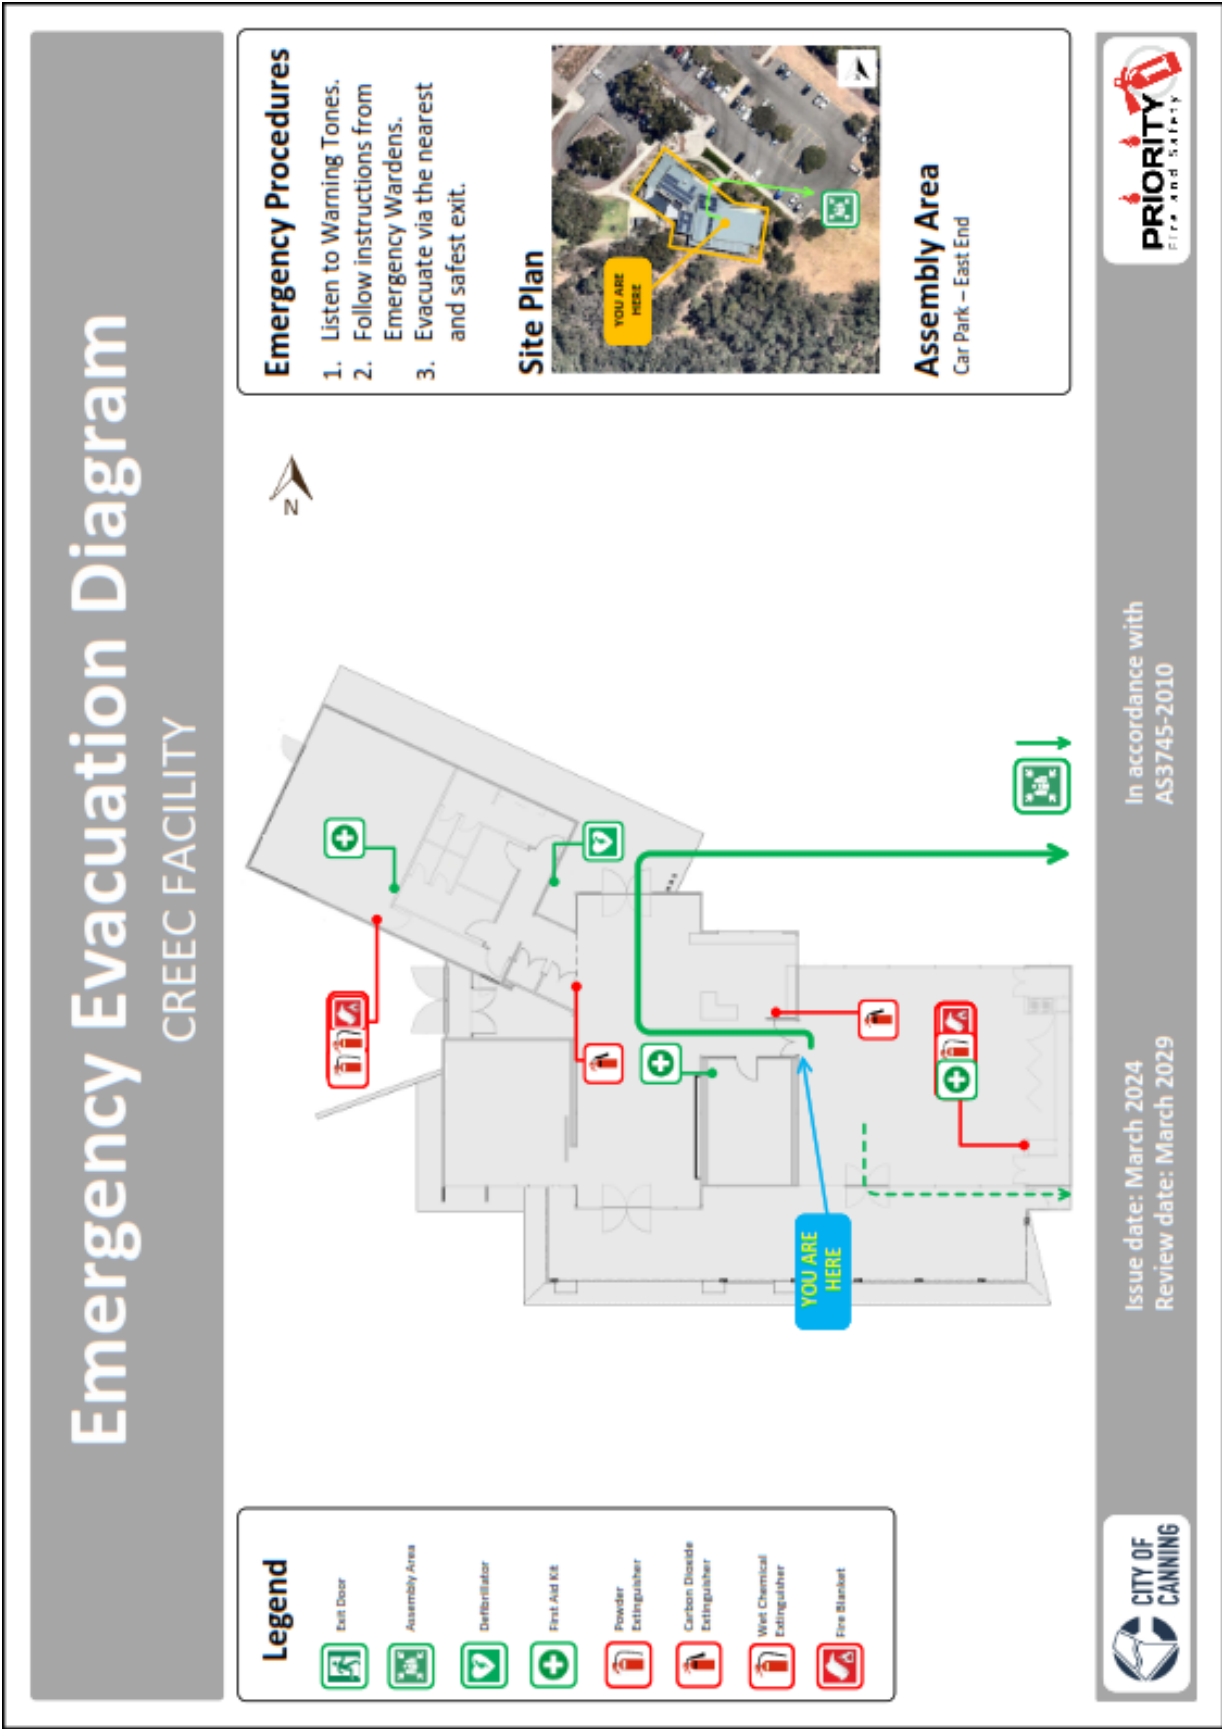 Emergency Evacuation Diagram
CREEC FACILITY
Legend
Exit Door
Assembly Area
Defibrillator
First Aid Kit
Powder
Extinguisher
Carbon Dioxide
Extinguisher
Wet Chemical
Extinguisher
Fire Blanket
YOU ARE
HERE
N
Emergency Procedures
1. Listen to Warning Tones.
2. Follow instructions from
Emergency Wardens.
3. Evacuate via the nearest
and safest exit.
Site Plan
YOU ARE
HERE
Assembly Area
Car Park – East End
CITY OF
CANNING
Issue date: March 2024
Review date: March 2029
In accordance with
AS3745-2010
PRIORITY
Fire and Safety